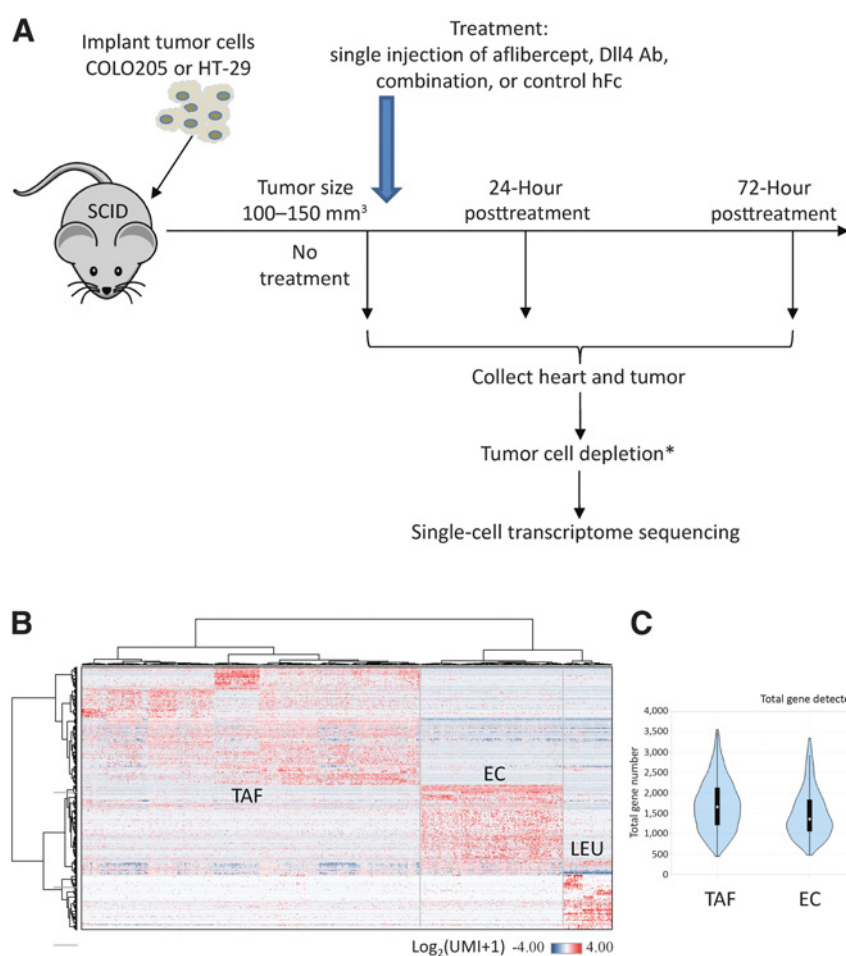 A
Implant tumor cells
COLO205 or HT-29
Treatment:
single injection of aflibercept, Dll4 Ab,
combination, or control hFc
SCID
Tumor size
100–150 mm³
No
treatment
24-Hour
posttreatment
72-Hour
posttreatment
Collect heart and tumor
Tumor cell depletion*
Single-cell transcriptome sequencing
B
TAF
EC
LEU
Log₂(UMI+1) -4.00 4.00
C
Total gene detecte
Total gene number
4,000
3,500
3,000
2,500
2,000
1,500
1,000
500
0
TAF
EC